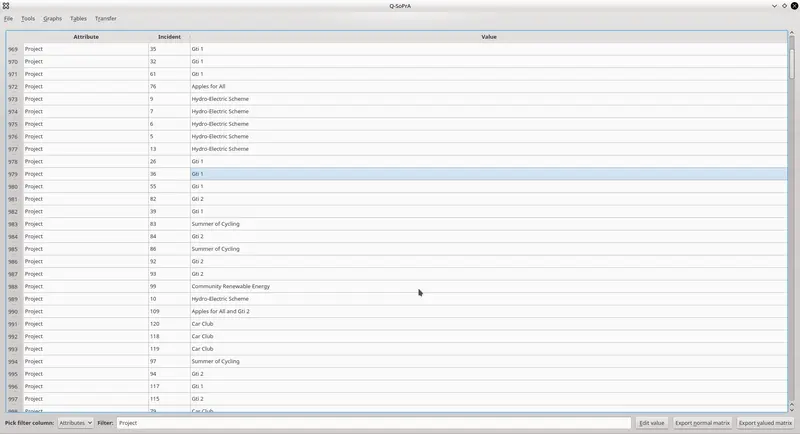 Q-SoPrA
File Tools Graphs Tables Transfer
Attribute Incident Value
969 Project 35 Gti 1
970 Project 32 Gti 1
971 Project 61 Gti 1
972 Project 76 Apples for All
973 Project 9 Hydro-Electric Scheme
974 Project 7 Hydro-Electric Scheme
975 Project 6 Hydro-Electric Scheme
976 Project 5 Hydro-Electric Scheme
977 Project 13 Hydro-Electric Scheme
978 Project 26 Gti 1
979 Project 36 Gti 1
980 Project 55 Gti 1
981 Project 82 Gti 2
982 Project 39 Gti 1
983 Project 83 Summer of Cycling
984 Project 84 Gti 2
985 Project 88 Summer of Cycling
986 Project 92 Gti 2
987 Project 93 Gti 2
988 Project 99 Community Renewable Energy
989 Project 10 Hydro-Electric Scheme
990 Project 109 Apples for All and Gti 2
991 Project 120 Car Club
992 Project 118 Car Club
993 Project 119 Car Club
994 Project 97 Summer of Cycling
995 Project 94 Gti 2
996 Project 117 Gti 1
997 Project 115 Gti 2
998 Project 79 Car Club
Pick filter column: Attributes Filter: Project Edit value Export normal matrix Export valued matrix